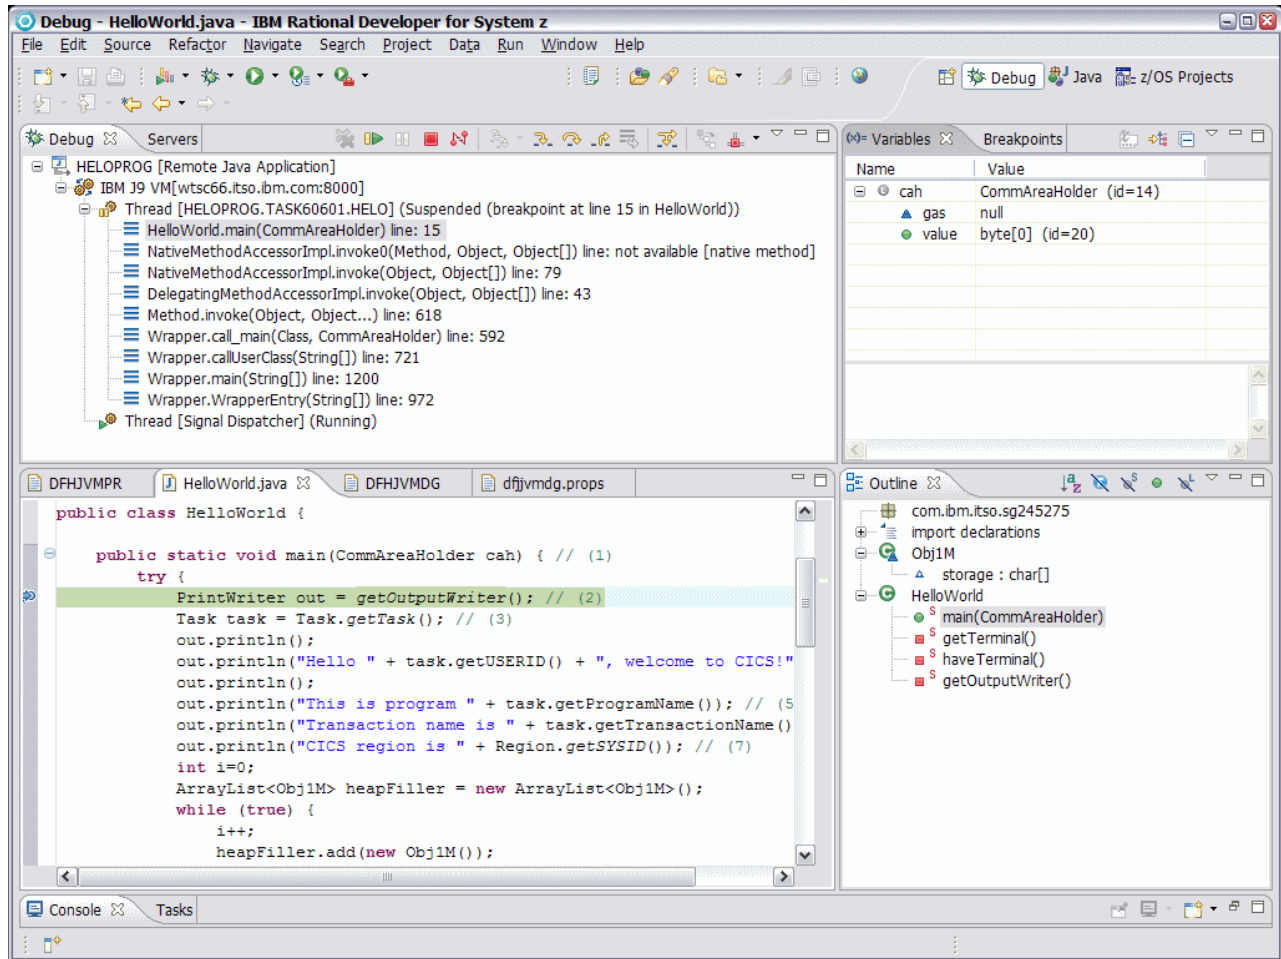 Debug - HelloWorld.java - IBM Rational Developer for System z
File Edit Source Refactor Navigate Search Project Data Run Window Help
Debug Java z/OS Projects
Debug Servers
HELOPROG [Remote Java Application]
IBM J9 VM[wtsc66.itso.ibm.com:8000]
Thread [HELOPROG.TASK60601.HELO] (Suspended (breakpoint at line 15 in HelloWorld))
HelloWorld.main(CommAreaHolder) line: 15
NativeMethodAccessorImpl.invoke0(Method, Object, Object[]) line: not available [native method]
NativeMethodAccessorImpl.invoke(Object, Object[]) line: 79
DelegatingMethodAccessorImpl.invoke(Object, Object[]) line: 43
Method.invoke(Object, Object...) line: 618
Wrapper.call_main(Class, CommAreaHolder) line: 592
Wrapper.callUserClass(String[]) line: 721
Wrapper.main(String[]) line: 1200
Wrapper.WrapperEntry(String[]) line: 972
Thread [Signal Dispatcher] (Running)
(x)= Variables Breakpoints
Name Value
cah CommAreaHolder (id=14)
gas null
value byte[0] (id=20)
DFHJVMPR HelloWorld.java DFHJVMDG dfjjvmdg.props
public class HelloWorld {
public static void main(CommAreaHolder cah) { // (1)
try {
PrintWriter out = getOutputWriter(); // (2)
Task task = Task.getTask(); // (3)
out.println();
out.println("Hello " + task.getUSERID() + ", welcome to CICS!"
out.println();
out.println("This is program " + task.getProgramName()); // (5
out.println("Transaction name is " + task.getTransactionName()
out.println("CICS region is " + Region.getSYSID()); // (7)
int i=0;
ArrayList<Obj1M> heapFiller = new ArrayList<Obj1M>();
while (true) {
i++;
heapFiller.add(new Obj1M());
Outline
com.ibm.itso.sg245275
import declarations
Obj1M
storage : char[]
HelloWorld
main(CommAreaHolder)
getTerminal()
haveTerminal()
getOutputWriter()
Console Tasks